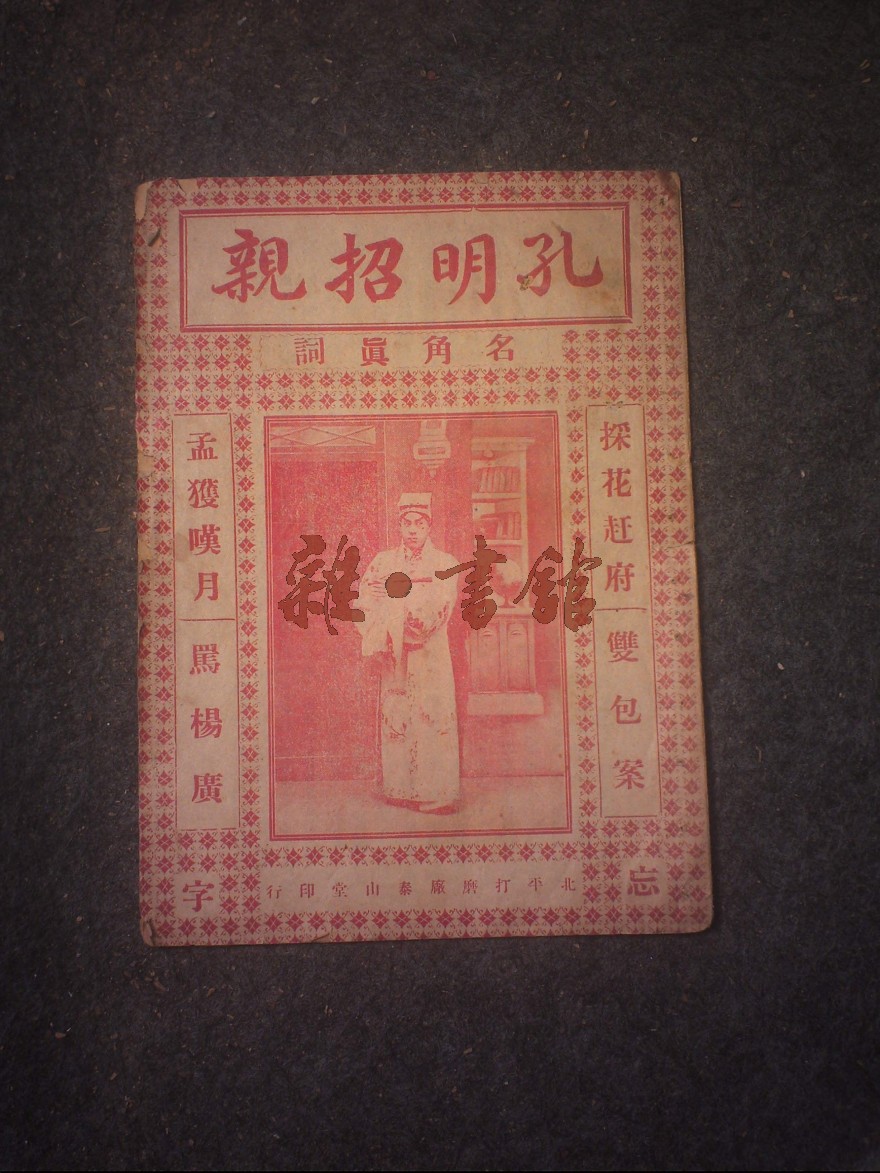 孔明招親
名角眞詞
探花赶府
雙包案
孟獲嘆月
罵楊廣
雜·書館
忘字
北平打磨廠泰山堂印行